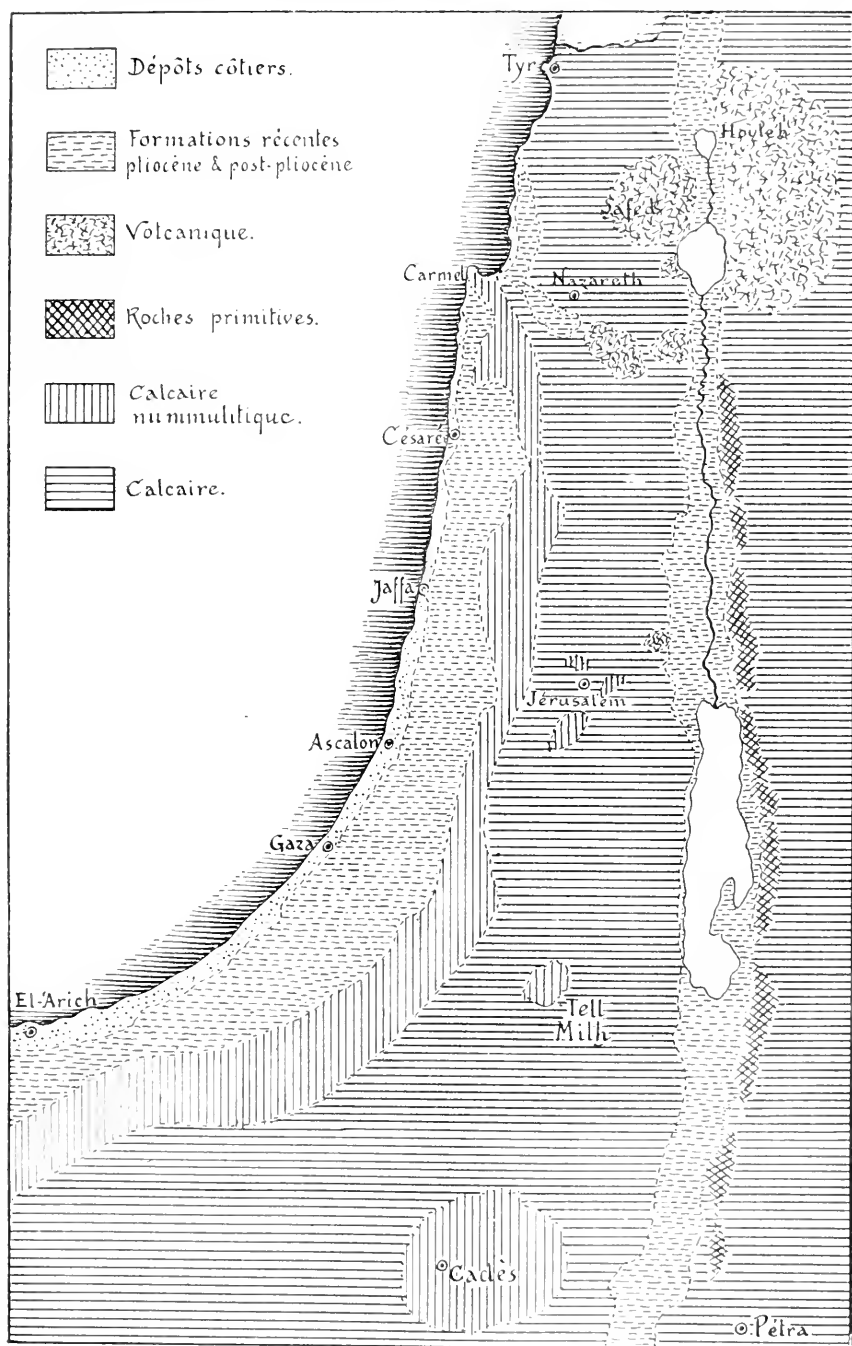 Dépôts côtiers.
Formations récentes
pliocène & post-pliocène
Volcanique.
Roches primitives.
Calcaire
nummulitique.
Calcaire.
Tyr
Houleh
Safed
Carmel
Nazareth
Césarée
Jaffa
Jérusalem
Ascalon
Gaza
El-'Arich
Tell
Milh
Cadès
Pétra